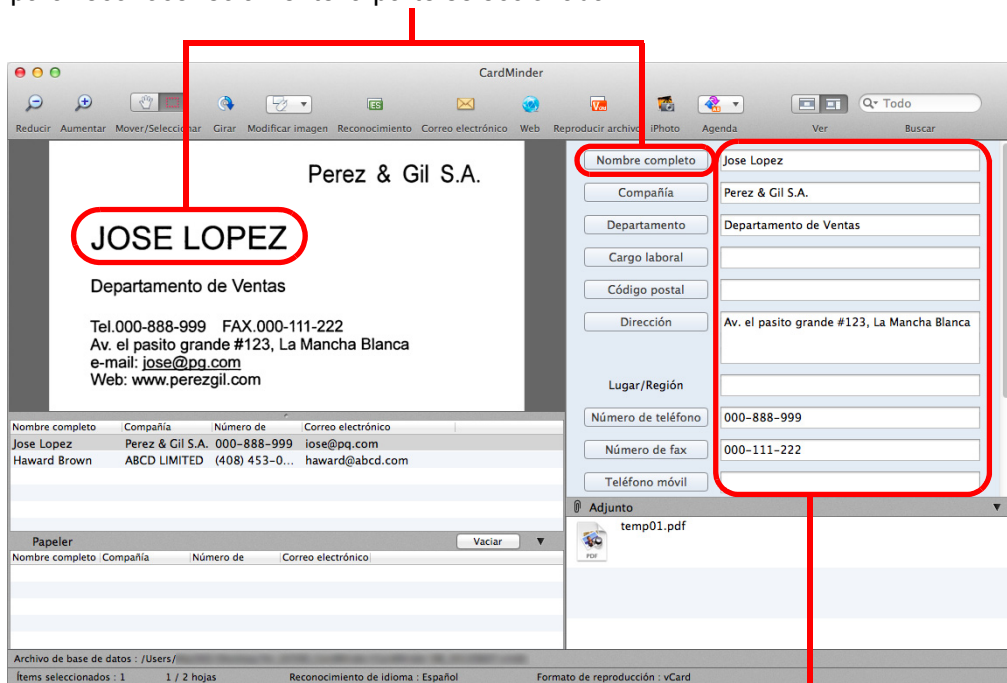 CardMinder
Todo
Reducir Aumentar Mover/Seleccionar Girar Modificar imagen Reconocimiento Correo electrónico Web Reproducir archivo iPhoto Agenda Ver Buscar
Perez & Gil S.A.
JOSE LOPEZ
Departamento de Ventas
Tel.000-888-999 FAX.000-111-222
Av. el pasito grande #123, La Mancha Blanca
e-mail: jose@pg.com
Web: www.perezgil.com
Nombre completo Jose Lopez
Compañía Perez & Gil S.A.
Departamento Departamento de Ventas
Cargo laboral
Código postal
Dirección Av. el pasito grande #123, La Mancha Blanca
Lugar/Región
Número de teléfono 000-888-999
Número de fax 000-111-222
Teléfono móvil
Nombre completo Compañía Número de Correo electrónico
Jose Lopez Perez & Gil S.A. 000-888-999 jose@pg.com
Haward Brown ABCD LIMITED (408) 453-0... haward@abcd.com
Papeler Vaciar
Nombre completo Compañía Número de Correo electrónico
Adjunto
temp01.pdf
PDF
Archivo de base de datos : /Users/
Ítems seleccionados : 1 1 / 2 hojas Reconocimiento de idioma : Español Formato de reproducción : vCard